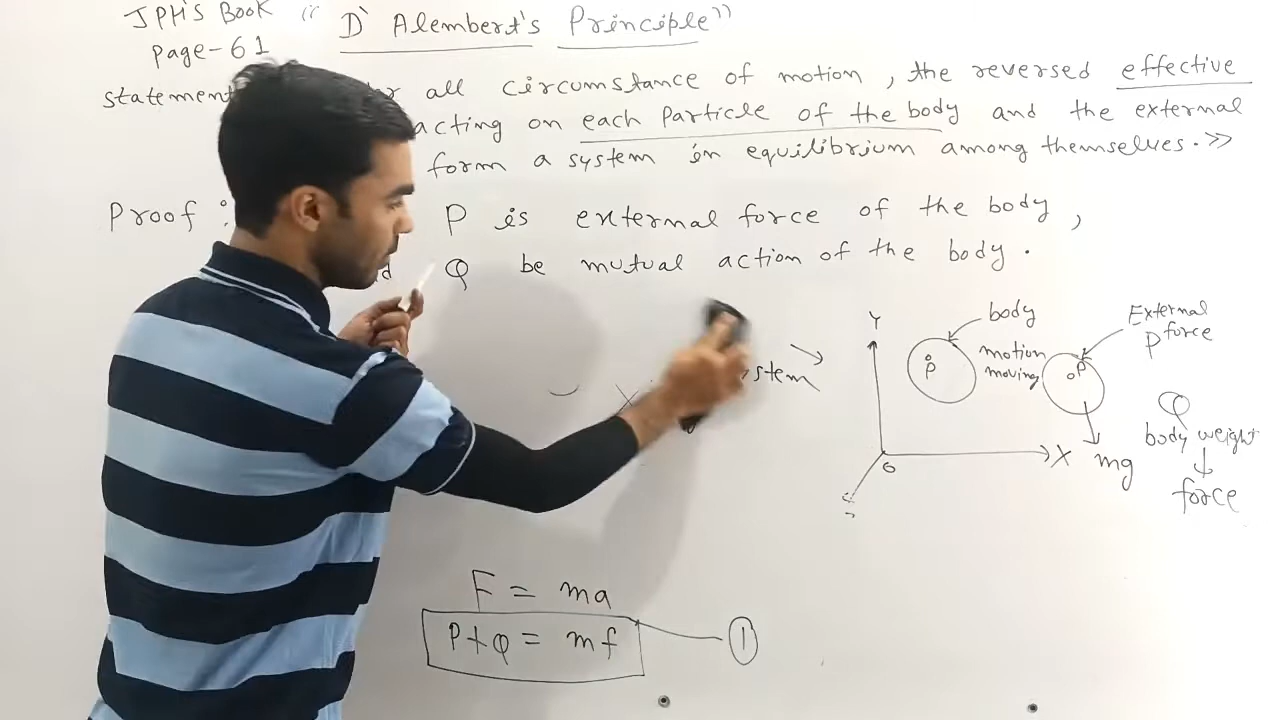 JPH'S Book " D'Alembert's Principle"
Page-61
statement all circumstance of motion, the reversed effective
acting on each Particle of the body and the external
form a system in equilibrium among themselves.>>
Proof : P is external force of the body,
Q be mutual action of the body.
body
External
P force
Y
P
motion
moving
P
stem
Q
body weight
O
X
mg
force
F = ma
P+Q = mf
1